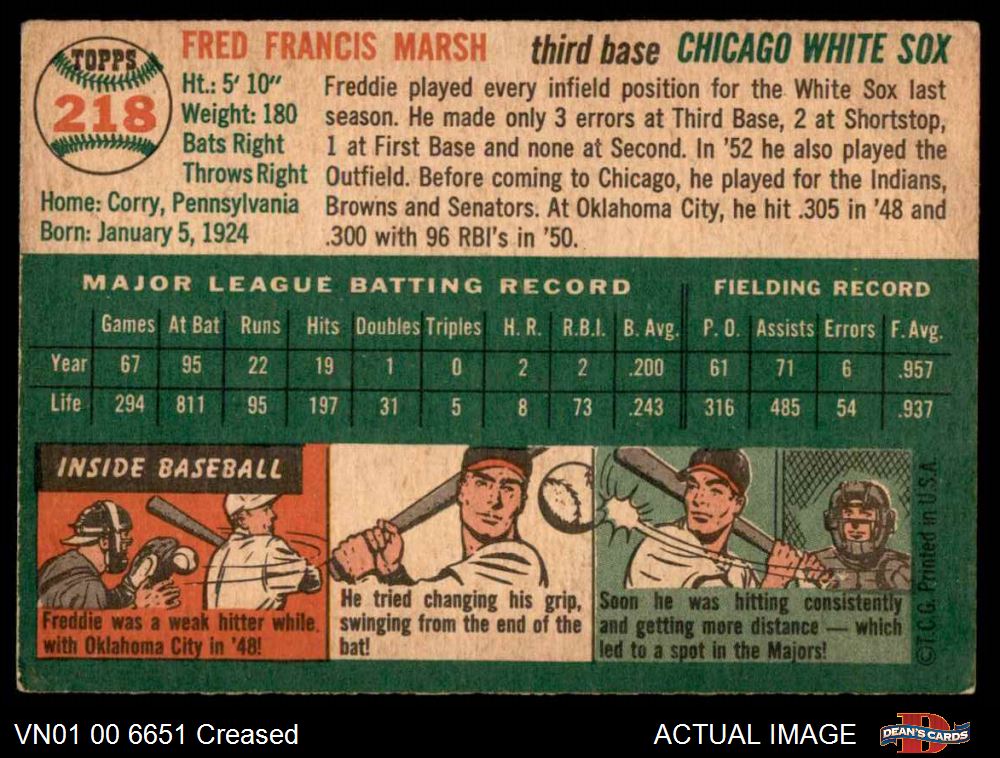 TOPPS
218
FRED FRANCIS MARSH third base CHICAGO WHITE SOX
Ht.: 5' 10"
Weight: 180
Bats Right
Throws Right
Home: Corry, Pennsylvania
Born: January 5, 1924
Freddie played every infield position for the White Sox last
season. He made only 3 errors at Third Base, 2 at Shortstop,
1 at First Base and none at Second. In '52 he also played the
Outfield. Before coming to Chicago, he played for the Indians,
Browns and Senators. At Oklahoma City, he hit .305 in '48 and
.300 with 96 RBI's in '50.
MAJOR LEAGUE BATTING RECORD FIELDING RECORD
Games At Bat Runs Hits Doubles Triples H. R. R.B.I. B. Avg. P. O. Assists Errors F. Avg.
Year 67 95 22 19 1 0 2 2 .200 61 71 6 .957
Life 294 811 95 197 31 5 8 73 .243 316 485 54 .937
INSIDE BASEBALL
Freddie was a weak hitter while
with Oklahoma City in '48!
He tried changing his grip,
swinging from the end of the
bat!
Soon he was hitting consistently
and getting more distance — which
led to a spot in the Majors!
©T.C.G. Printed in U.S.A.
VN01 00 6651 Creased
ACTUAL IMAGE
DEAN'S CARDS